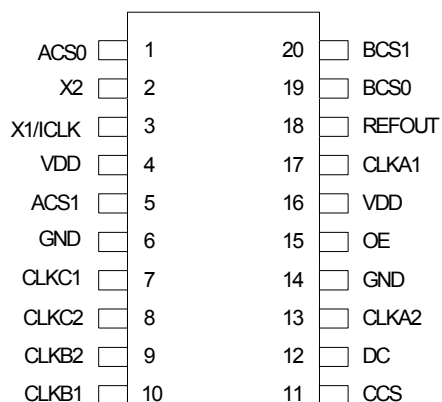 ACS0 1 20 BCS1
X2 2 19 BCS0
X1/ICLK 3 18 REFOUT
VDD 4 17 CLKA1
ACS1 5 16 VDD
GND 6 15 OE
CLKC1 7 14 GND
CLKC2 8 13 CLKA2
CLKB2 9 12 DC
CLKB1 10 11 CCS